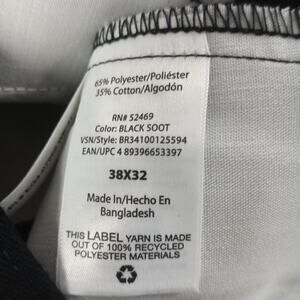 65% Polyester/Poliéster
35% Cotton/Algodón
RN# 52469
Color: BLACK SOOT
VSN/Style: BR34100125594
EAN/UPC 4 89396653397
38X32
Made In/Hecho En
Bangladesh
THIS LABEL YARN IS MADE
OUT OF 100% RECYCLED
POLYESTER MATERIALS